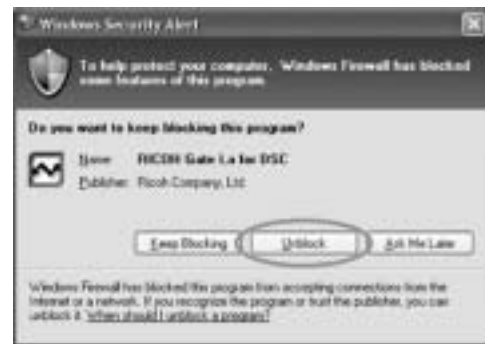 Windows Security Alert
To help protect your computer, Windows Firewall has blocked
some features of this program.
Do you want to keep blocking this program?
Name: RICOH Gate La for DSC
Publisher: Ricoh Company, Ltd
Keep Blocking Unblock Ask Me Later
Windows Firewall has blocked this program from accepting connections from the
Internet or a network. If you recognize the program or trust the publisher, you can
unblock it. When should I unblock a program?